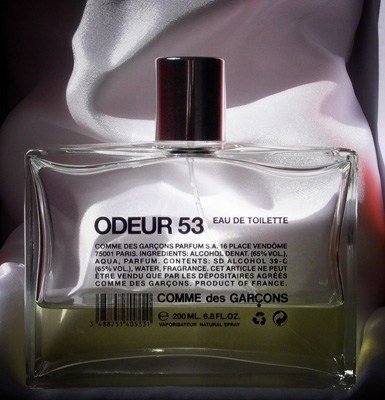 ODEUR 53 EAU DE TOILETTE
COMME DES GARÇONS PARFUM S.A. 16 PLACE VENDÔME
75001 PARIS. INGREDIENTS: ALCOHOL DENAT. (65% VOL.),
AQUA, PARFUM. CONTENTS: SD ALCOHOL 39-C
(65% VOL.), WATER, FRAGRANCE. CET ARTICLE NE PEUT
ÊTRE VENDU QUE PAR LES DÉPOSITAIRES AGRÉÉS
COMME DES GARÇONS. PRODUCT OF FRANCE.
COMME des GARÇONS
200 ML. 6.8 FL.OZ.
VAPORISATEUR NATURAL SPRAY
3 488751 405331